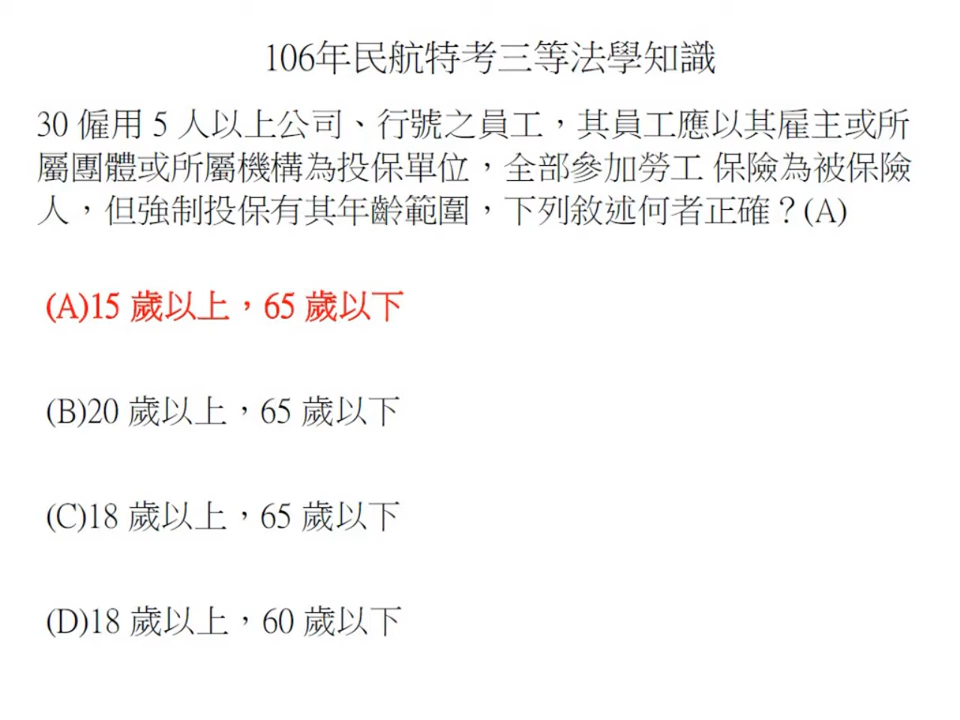 106年民航特考三等法學知識
30 僱用 5 人以上公司、行號之員工，其員工應以其雇主或所
屬團體或所屬機構為投保單位，全部參加勞工 保險為被保險
人，但強制投保有其年齡範圍，下列敘述何者正確？(A)
(A)15 歲以上，65 歲以下
(B)20 歲以上，65 歲以下
(C)18 歲以上，65 歲以下
(D)18 歲以上，60 歲以下